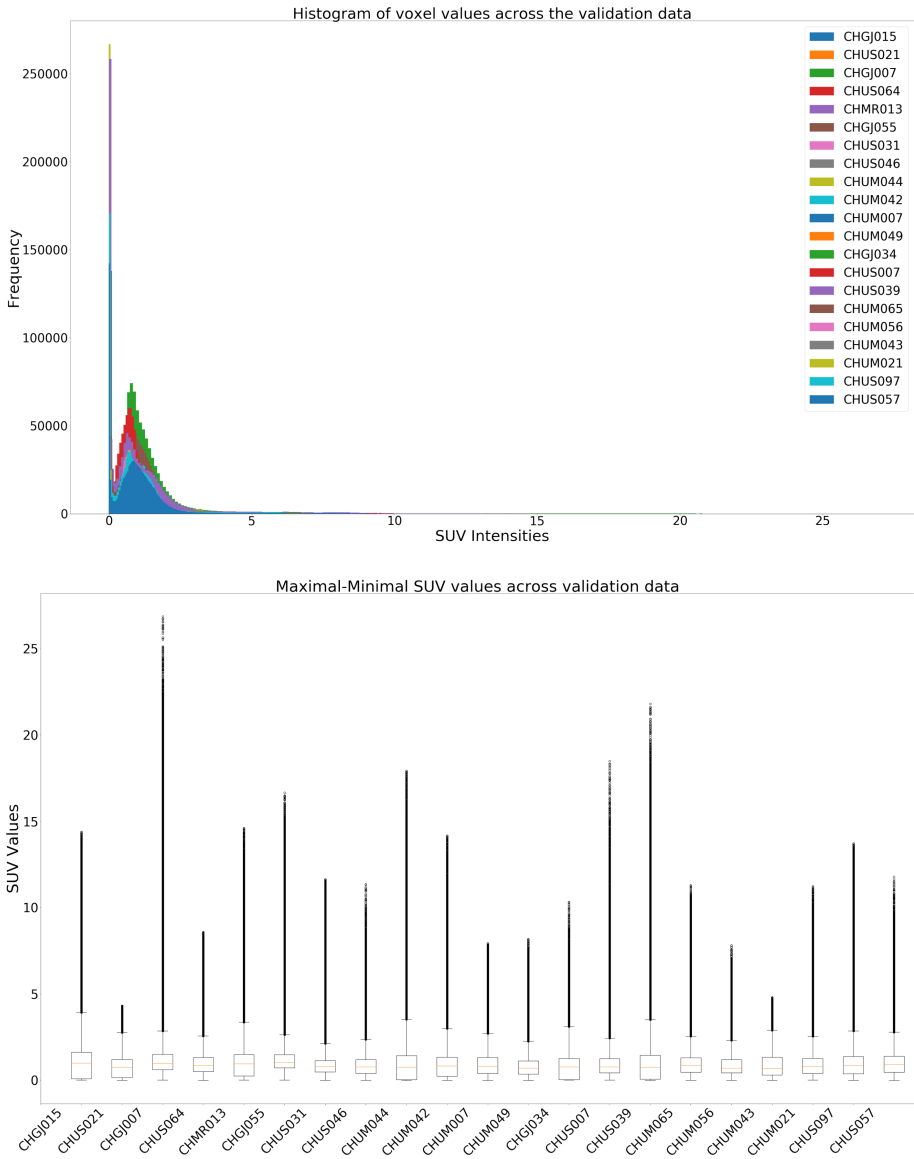 Histogram of voxel values across the validation data
Frequency
250000
200000
150000
100000
50000
0
0 5 10 15 20 25
SUV Intensities
CHGJ015
CHUS021
CHGJ007
CHUS064
CHMR013
CHGJ055
CHUS031
CHUS046
CHUM044
CHUM042
CHUM007
CHUM049
CHGJ034
CHUS007
CHUS039
CHUM065
CHUM056
CHUM043
CHUM021
CHUS097
CHUS057
Maximal-Minimal SUV values across validation data
SUV Values
25
20
15
10
5
0
CHGJ015
CHUS021
CHGJ007
CHUS064
CHMR013
CHGJ055
CHUS031
CHUS046
CHUM044
CHUM042
CHUM007
CHUM049
CHGJ034
CHUS007
CHUS039
CHUM065
CHUM056
CHUM043
CHUM021
CHUS097
CHUS057